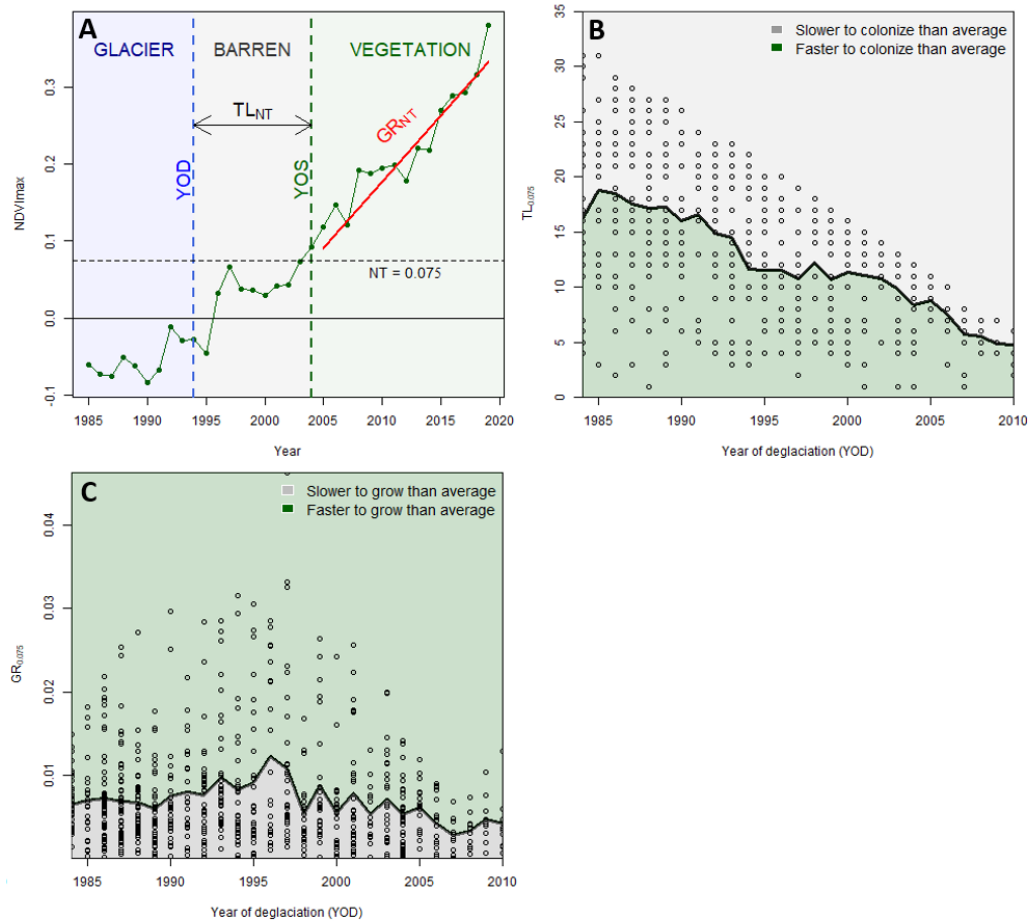 A
GLACIER BARREN VEGETATION
TL_NT
GR_NT
YOD
YOS
NT = 0.075
NDVImax
0.3
0.2
0.1
0.0
-0.1
1985 1990 1995 2000 2005 2010 2015 2020
Year
B
Slower to colonize than average
Faster to colonize than average
TL_0.075
35
30
25
20
15
10
5
0
1985 1990 1995 2000 2005 2010
Year of deglaciation (YOD)
C
Slower to grow than average
Faster to grow than average
GR_0.075
0.04
0.03
0.02
0.01
1985 1990 1995 2000 2005 2010
Year of deglaciation (YOD)